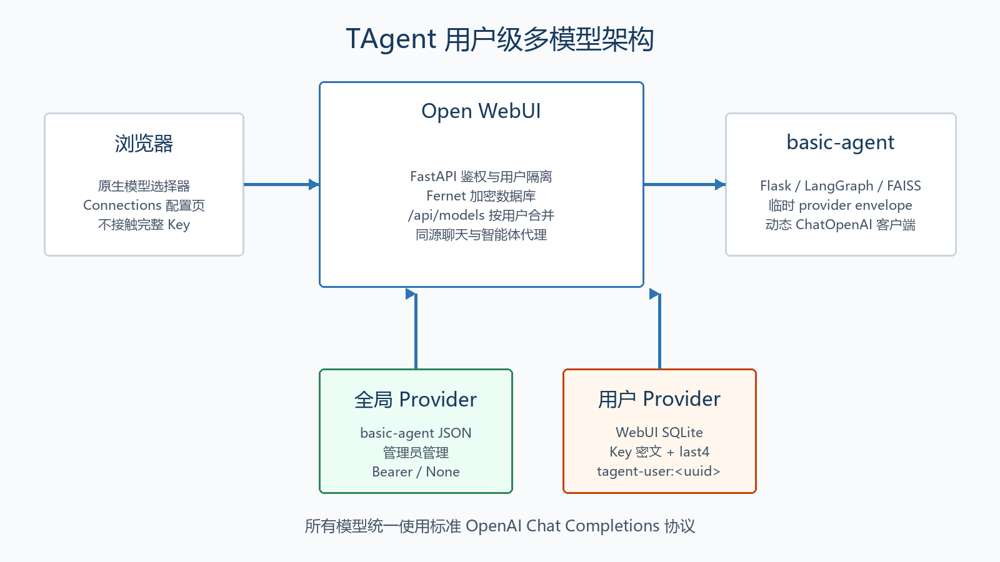 TAgent 用户级多模型架构
浏览器
原生模型选择器
Connections 配置页
不接触完整 Key
Open WebUI
FastAPI 鉴权与用户隔离
Fernet 加密数据库
/api/models 按用户合并
同源聊天与智能体代理
basic-agent
Flask / LangGraph / FAISS
临时 provider envelope
动态 ChatOpenAI 客户端
全局 Provider
basic-agent JSON
管理员管理
Bearer / None
用户 Provider
WebUI SQLite
Key 密文 + last4
tagent-user:<uuid>
所有模型统一使用标准 OpenAI Chat Completions 协议